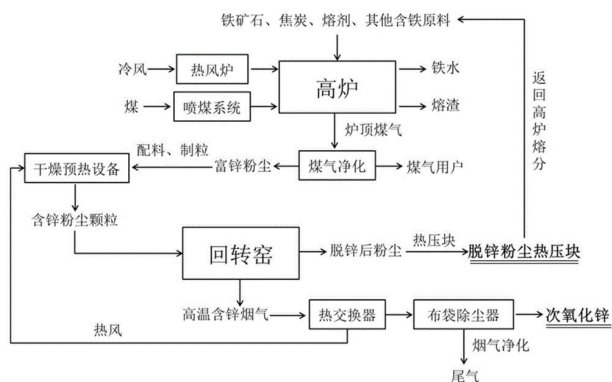 铁矿石、焦炭、熔剂、其他含铁原料
冷风
热风炉
高炉
铁水
煤
喷煤系统
熔渣
返回高炉熔分
炉顶煤气
配料、制粒
干燥预热设备
富锌粉尘
煤气净化
煤气用户
含锌粉尘颗粒
回转窑
脱锌后粉尘
热压块
脱锌粉尘热压块
高温含锌烟气
热交换器
布袋除尘器
次氧化锌
热风
烟气净化
尾气